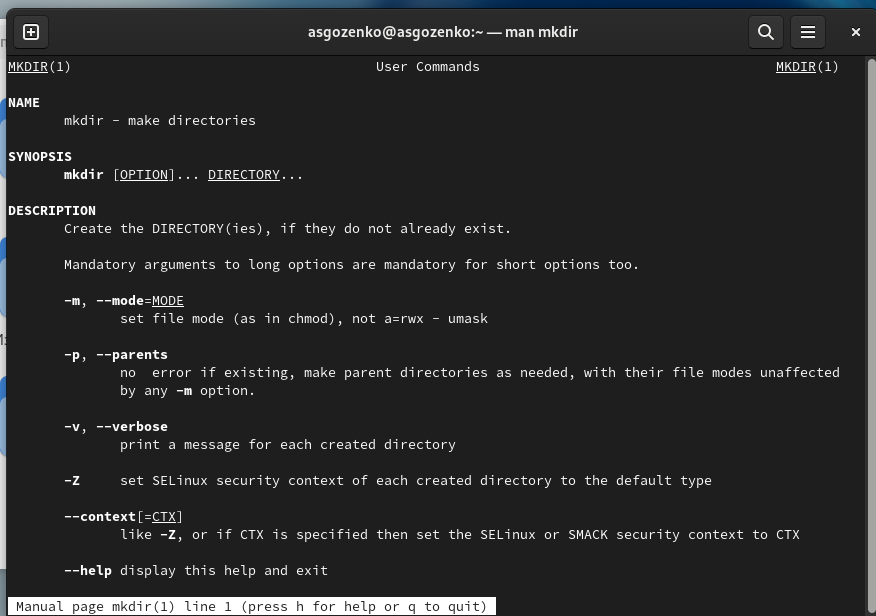 asgozenko@asgozenko:~ — man mkdir
MKDIR(1) User Commands MKDIR(1)
NAME
mkdir - make directories
SYNOPSIS
mkdir [OPTION]... DIRECTORY...
DESCRIPTION
Create the DIRECTORY(ies), if they do not already exist.
Mandatory arguments to long options are mandatory for short options too.
-m, --mode=MODE
set file mode (as in chmod), not a=rwx - umask
-p, --parents
no  error if existing, make parent directories as needed, with their file modes unaffected
by any -m option.
-v, --verbose
print a message for each created directory
-Z     set SELinux security context of each created directory to the default type
--context[=CTX]
like -Z, or if CTX is specified then set the SELinux or SMACK security context to CTX
--help display this help and exit
Manual page mkdir(1) line 1 (press h for help or q to quit)